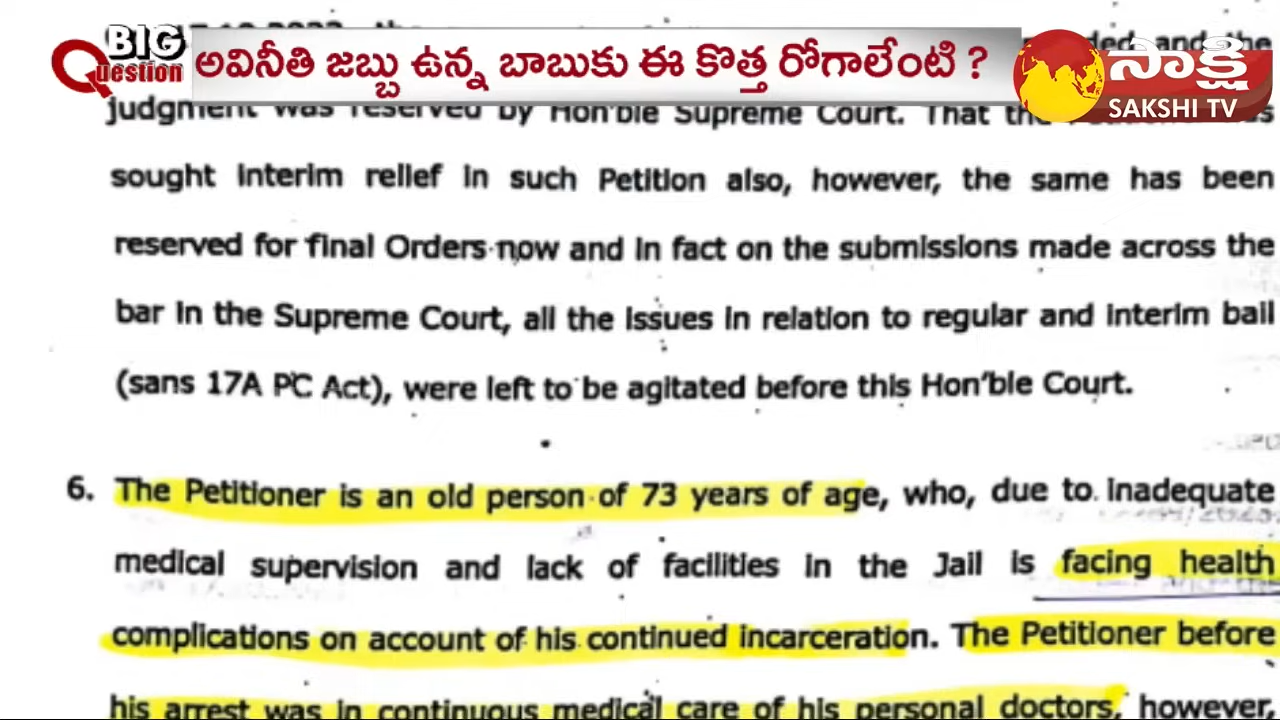 BIG
Question
అవినీతి జబ్బు ఉన్న బాబుకు ఈ కొత్త రోగాలేంటి ?
సాక్షి
SAKSHI TV
and the
judgment was reserved by Hon'ble Supreme Court. That
sought interim relief in such Petition also, however, the same has been
reserved for final Orders now and in fact on the submissions made across the
bar in the Supreme Court, all the issues in relation to regular and interim bail
(sans 17A PC Act), were left to be agitated before this Hon'ble Court.
6. The Petitioner is an old person of 73 years of age, who, due to inadequate
medical supervision and lack of facilities in the Jail is facing health
complications on account of his continued incarceration. The Petitioner before
his arrest was in continuous medical care of his personal doctors, however,